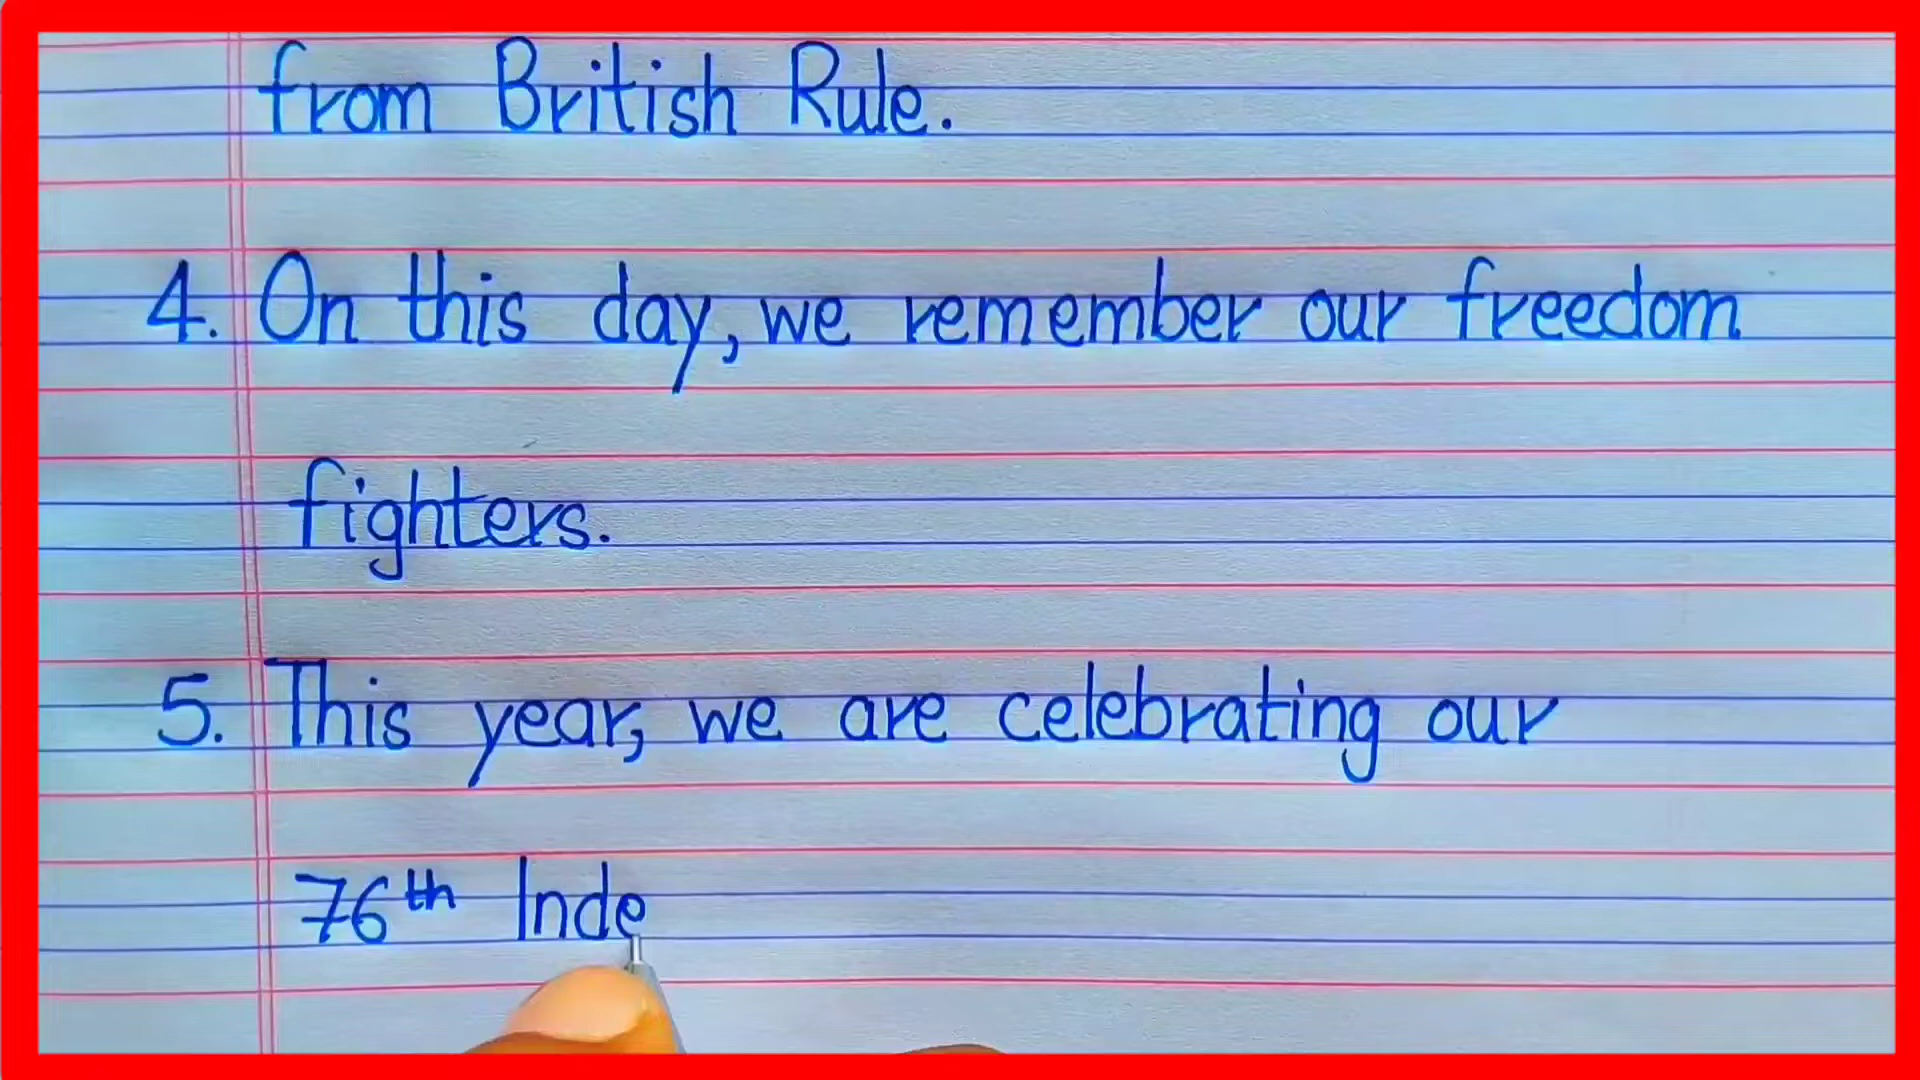 from British Rule.
4. On this day, we remember our freedom
fighters.
5. This year, we are celebrating our
76th Inde